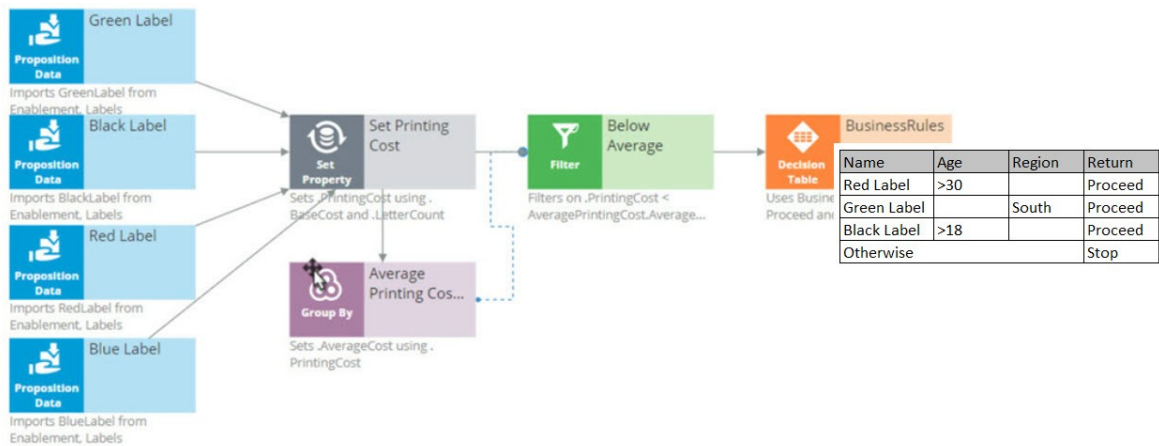 Green Label
Proposition
Data
Imports GreenLabel from
Enablement, Labels
Black Label
Proposition
Data
Imports BlackLabel from
Enablement, Labels
Red Label
Proposition
Data
Imports RedLabel from
Enablement, Labels
Blue Label
Proposition
Data
Imports BlueLabel from
Enablement, Labels
Set Printing
Cost
Set
Property
Sets .PrintingCost using .
BaseCost and .LetterCount
Average
Printing Cos...
Group By
Sets .AverageCost using .
PrintingCost
Below
Average
Filter
Filters on .PrintingCost <
AveragePrintingCost.Average...
BusinessRules
Decision
Table
Uses Busine
Proceed and
Name Age Region Return
Red Label >30 Proceed
Green Label South Proceed
Black Label >18 Proceed
Otherwise Stop